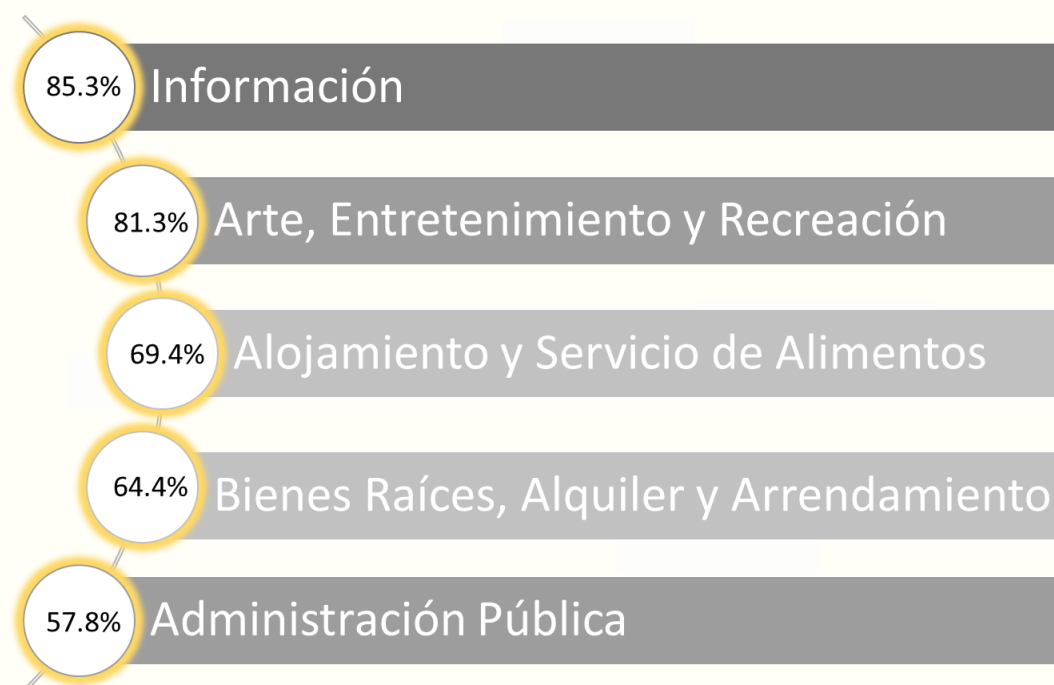 85.3% Información
81.3% Arte, Entretenimiento y Recreación
69.4% Alojamiento y Servicio de Alimentos
64.4% Bienes Raíces, Alquiler y Arrendamiento
57.8% Administración Pública